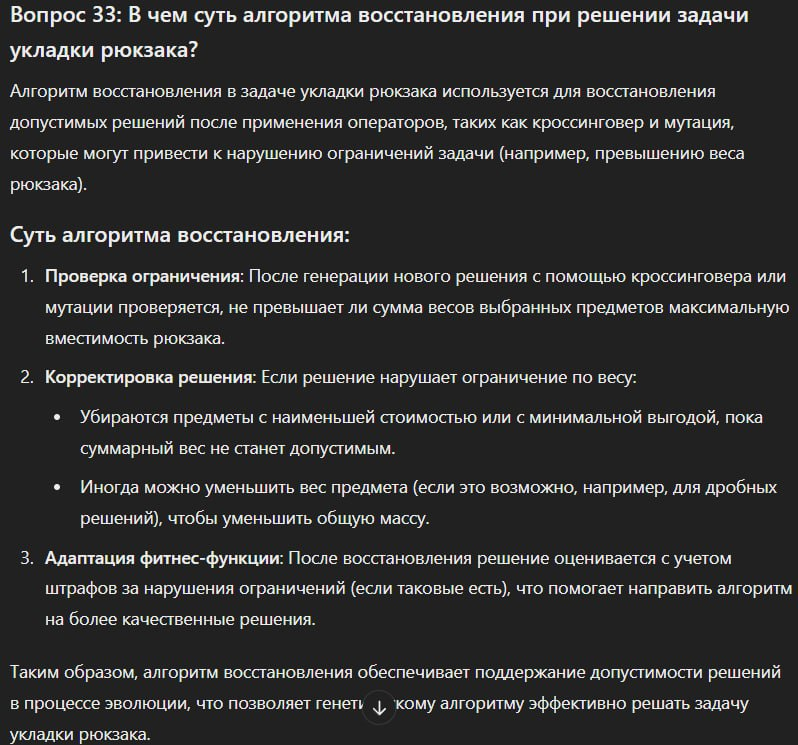 Вопрос 33: В чем суть алгоритма восстановления при решении задачи
укладки рюкзака?
Алгоритм восстановления в задаче укладки рюкзака используется для восстановления
допустимых решений после применения операторов, таких как кроссинговер и мутация,
которые могут привести к нарушению ограничений задачи (например, превышению веса
рюкзака).
Суть алгоритма восстановления:
1. Проверка ограничения: После генерации нового решения с помощью кроссинговера или
мутации проверяется, не превышает ли сумма весов выбранных предметов максимальную
вместимость рюкзака.
2. Корректировка решения: Если решение нарушает ограничение по весу:
• Убираются предметы с наименьшей стоимостью или с минимальной выгодой, пока
суммарный вес не станет допустимым.
• Иногда можно уменьшить вес предмета (если это возможно, например, для дробных
решений), чтобы уменьшить общую массу.
3. Адаптация фитнес-функции: После восстановления решение оценивается с учетом
штрафов за нарушения ограничений (если таковые есть), что помогает направить алгоритм
на более качественные решения.
Таким образом, алгоритм восстановления обеспечивает поддержание допустимости решений
в процессе эволюции, что позволяет алгоритму эффективно решать задачу
укладки рюкзака.